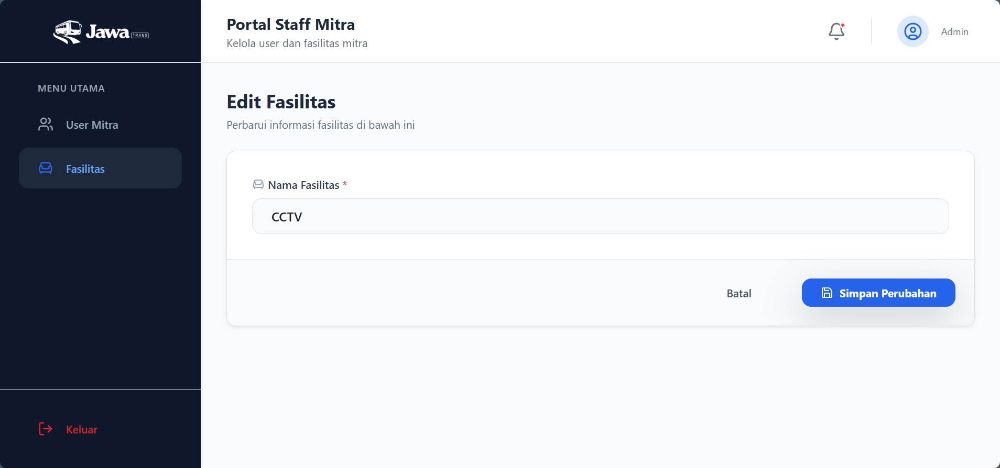 Jawa TRANS
MENU UTAMA
User Mitra
Fasilitas
Keluar
Portal Staff Mitra
Kelola user dan fasilitas mitra
Admin
Edit Fasilitas
Perbarui informasi fasilitas di bawah ini
Nama Fasilitas *
CCTV
Batal
Simpan Perubahan